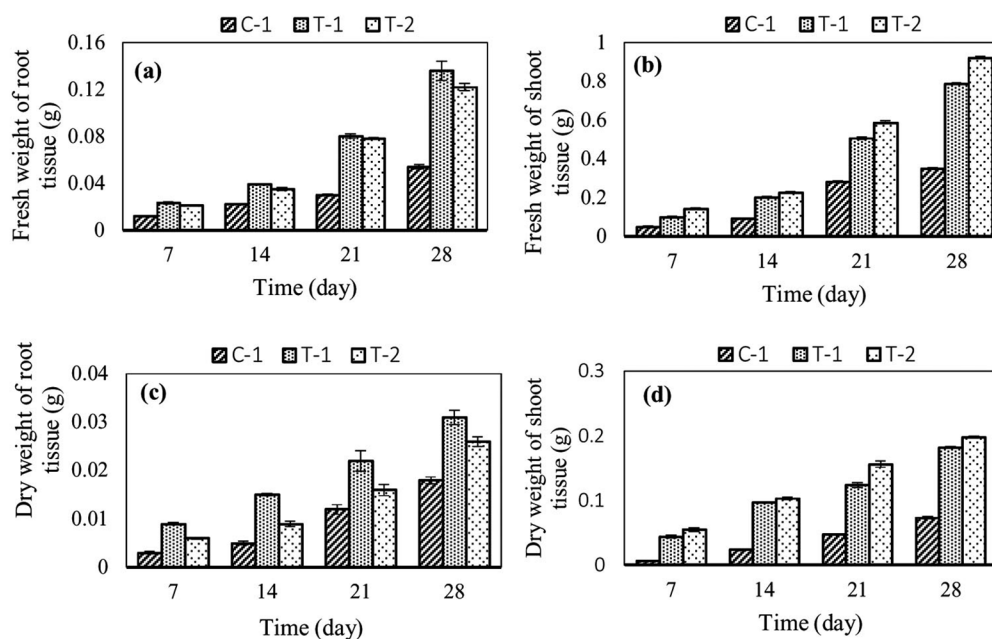 C-1 T-1 T-2
(a)
Fresh weight of root
tissue (g)
0.16
0.12
0.08
0.04
0
7 14 21 28
Time (day)
C-1 T-1 T-2
(b)
Fresh weight of shoot
tissue (g)
1
0.8
0.6
0.4
0.2
0
7 14 21 28
Time (day)
C-1 T-1 T-2
(c)
Dry weight of root
tissue (g)
0.04
0.03
0.02
0.01
0
7 14 21 28
Time (day)
C-1 T-1 T-2
(d)
Dry weight of shoot
tissue (g)
0.3
0.2
0.1
0
7 14 21 28
Time (day)